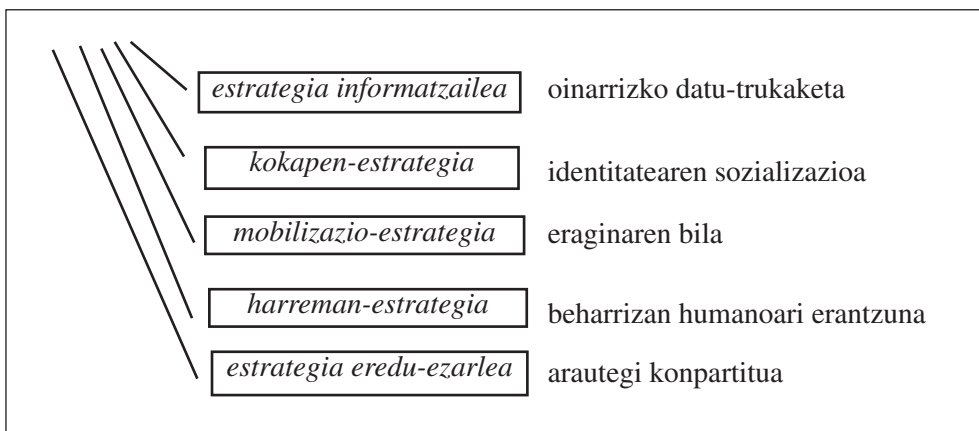 estrategia informatzailea oinarrizko datu-trukaketa
kokapen-estrategia identitatearen sozializazioa
mobilizazio-estrategia eraginaren bila
harreman-estrategia beharrizan humanoari erantzuna
estrategia eredu-ezarlea arautegi konpartitua